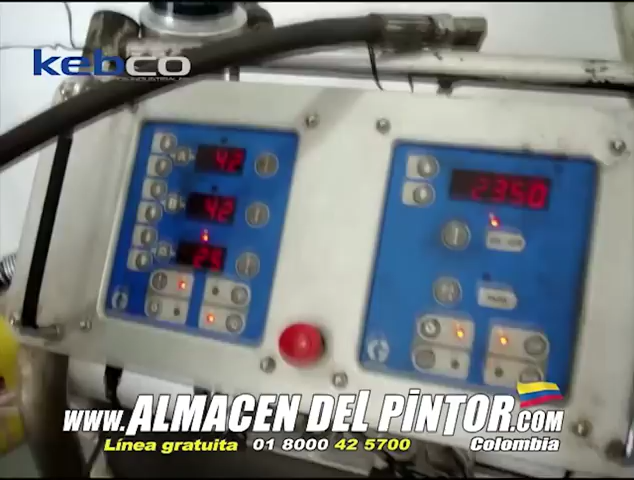 kebco
A 42
B 42
25
2350
www.ALMACEN DEL PiNTOR.com
Línea gratuita 01 8000 42 5700 Colombia